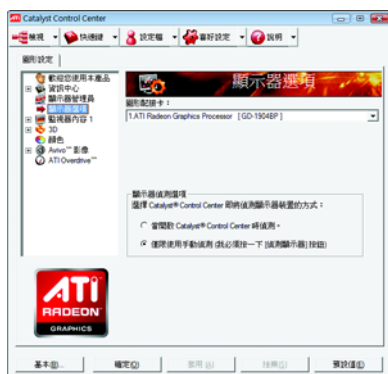 Catalyst Control Center
檢視 快速鍵 設定檔 喜好設定 說明
圖形設定
歡迎您使用本產品
資訊中心
顯示器管理員
顯示器選項
監視器內容 1
3D
顏色
Avivo™ 影像
ATI Overdrive™
顯示器選項
圖形配接卡：
1.ATI Radeon Graphics Processor [ GD-1904BP ]
顯示器偵測選項
選擇 Catalyst® Control Center 即將偵測顯示器裝置的方式：
當開啟 Catalyst® Control Center 時偵測。
僅限使用手動偵測 (我必須按一下 [偵測顯示器] 按鈕)
ATI
RADEON
GRAPHICS
基本(B)... 確定(O) 套用(A) 捨棄(S) 預設值(D)